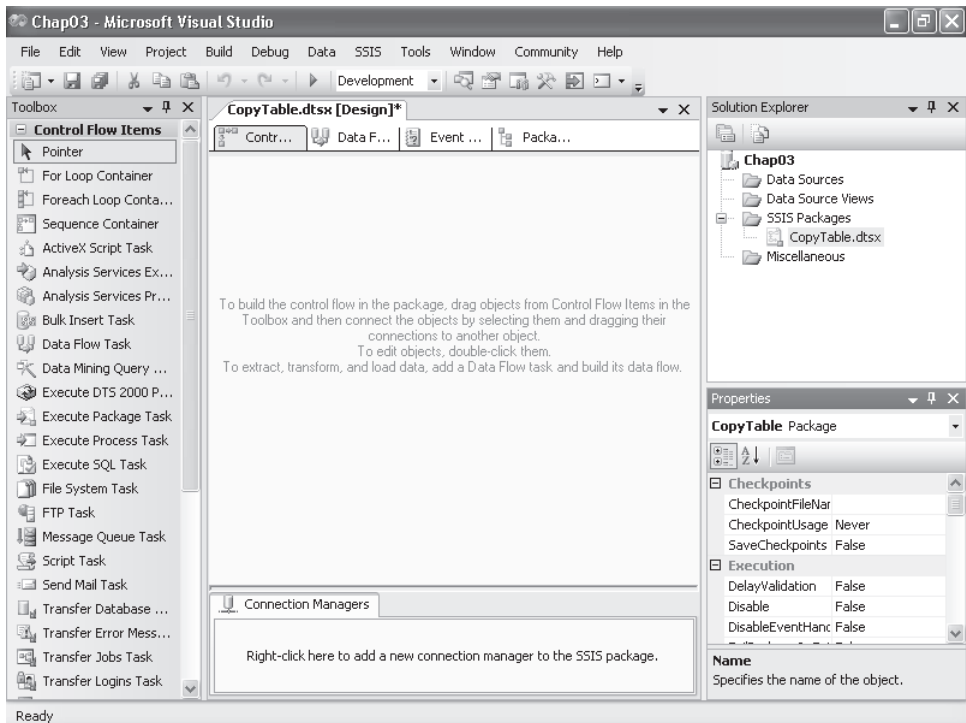 Chap03 - Microsoft Visual Studio
File Edit View Project Build Debug Data SSIS Tools Window Community Help
Development
Toolbox
Control Flow Items
Pointer
For Loop Container
Foreach Loop Conta...
Sequence Container
ActiveX Script Task
Analysis Services Ex...
Analysis Services Pr...
Bulk Insert Task
Data Flow Task
Data Mining Query ...
Execute DTS 2000 P...
Execute Package Task
Execute Process Task
Execute SQL Task
File System Task
FTP Task
Message Queue Task
Script Task
Send Mail Task
Transfer Database ...
Transfer Error Mess...
Transfer Jobs Task
Transfer Logins Task
CopyTable.dtsx [Design]*
Contr... Data F... Event ... Packa...
To build the control flow in the package, drag objects from Control Flow Items in the
Toolbox and then connect the objects by selecting them and dragging their
connections to another object.
To edit objects, double-click them.
To extract, transform, and load data, add a Data Flow task and build its data flow.
Connection Managers
Right-click here to add a new connection manager to the SSIS package.
Solution Explorer
Chap03
Data Sources
Data Source Views
SSIS Packages
CopyTable.dtsx
Miscellaneous
Properties
CopyTable Package
Checkpoints
CheckpointFileNar
CheckpointUsage Never
SaveCheckpoints False
Execution
DelayValidation False
Disable False
DisableEventHanc False
Name
Specifies the name of the object.
Ready